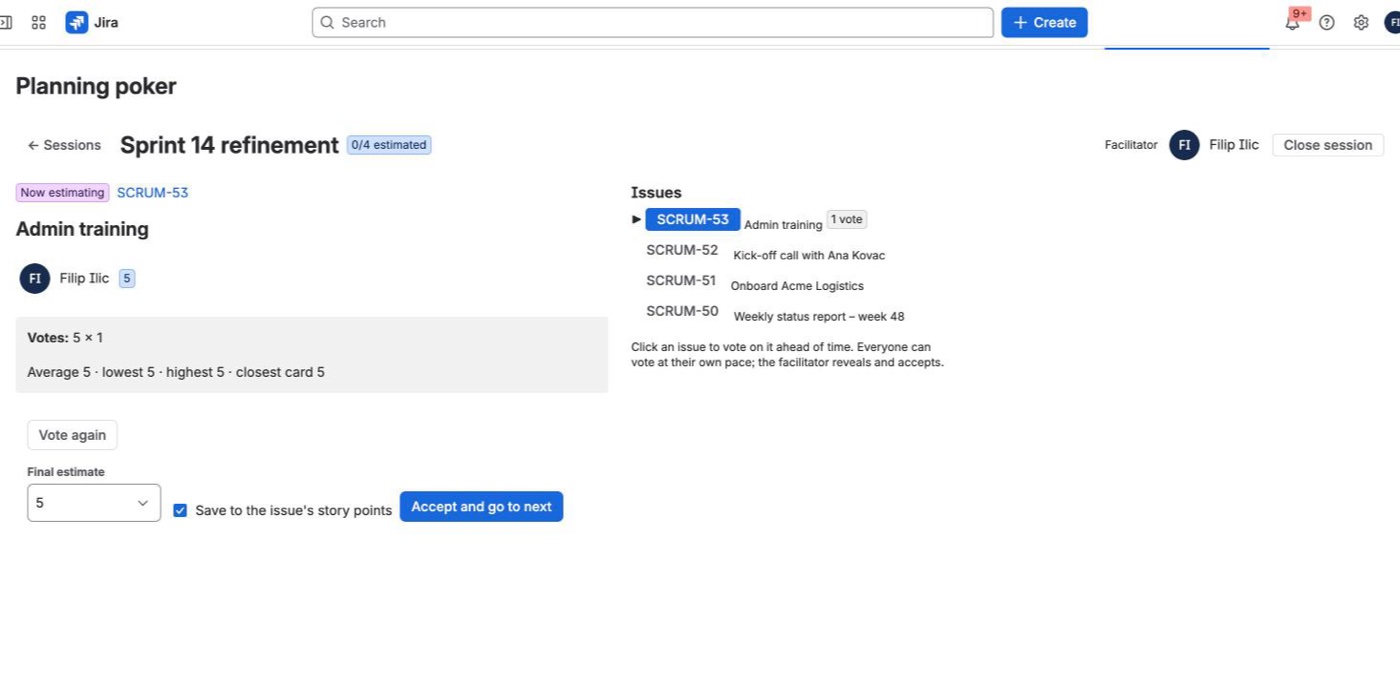 Jira
Search
+ Create
9+
FI
Planning poker
← Sessions
Sprint 14 refinement
0/4 estimated
Facilitator
FI
Filip Ilic
Close session
Now estimating
SCRUM-53
Admin training
FI
Filip Ilic
5
Votes: 5 × 1
Average 5 · lowest 5 · highest 5 · closest card 5
Vote again
Final estimate
5
Save to the issue's story points
Accept and go to next
Issues
SCRUM-53 Admin training 1 vote
SCRUM-52 Kick-off call with Ana Kovac
SCRUM-51 Onboard Acme Logistics
SCRUM-50 Weekly status report – week 48
Click an issue to vote on it ahead of time. Everyone can
vote at their own pace; the facilitator reveals and accepts.